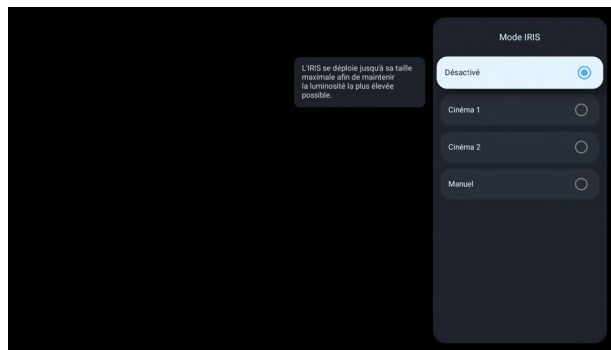 Mode IRIS
L'IRIS se déploie jusqu'à sa taille
maximale afin de maintenir
la luminosité la plus élevée
possible.
Désactivé
Cinéma 1
Cinéma 2
Manuel